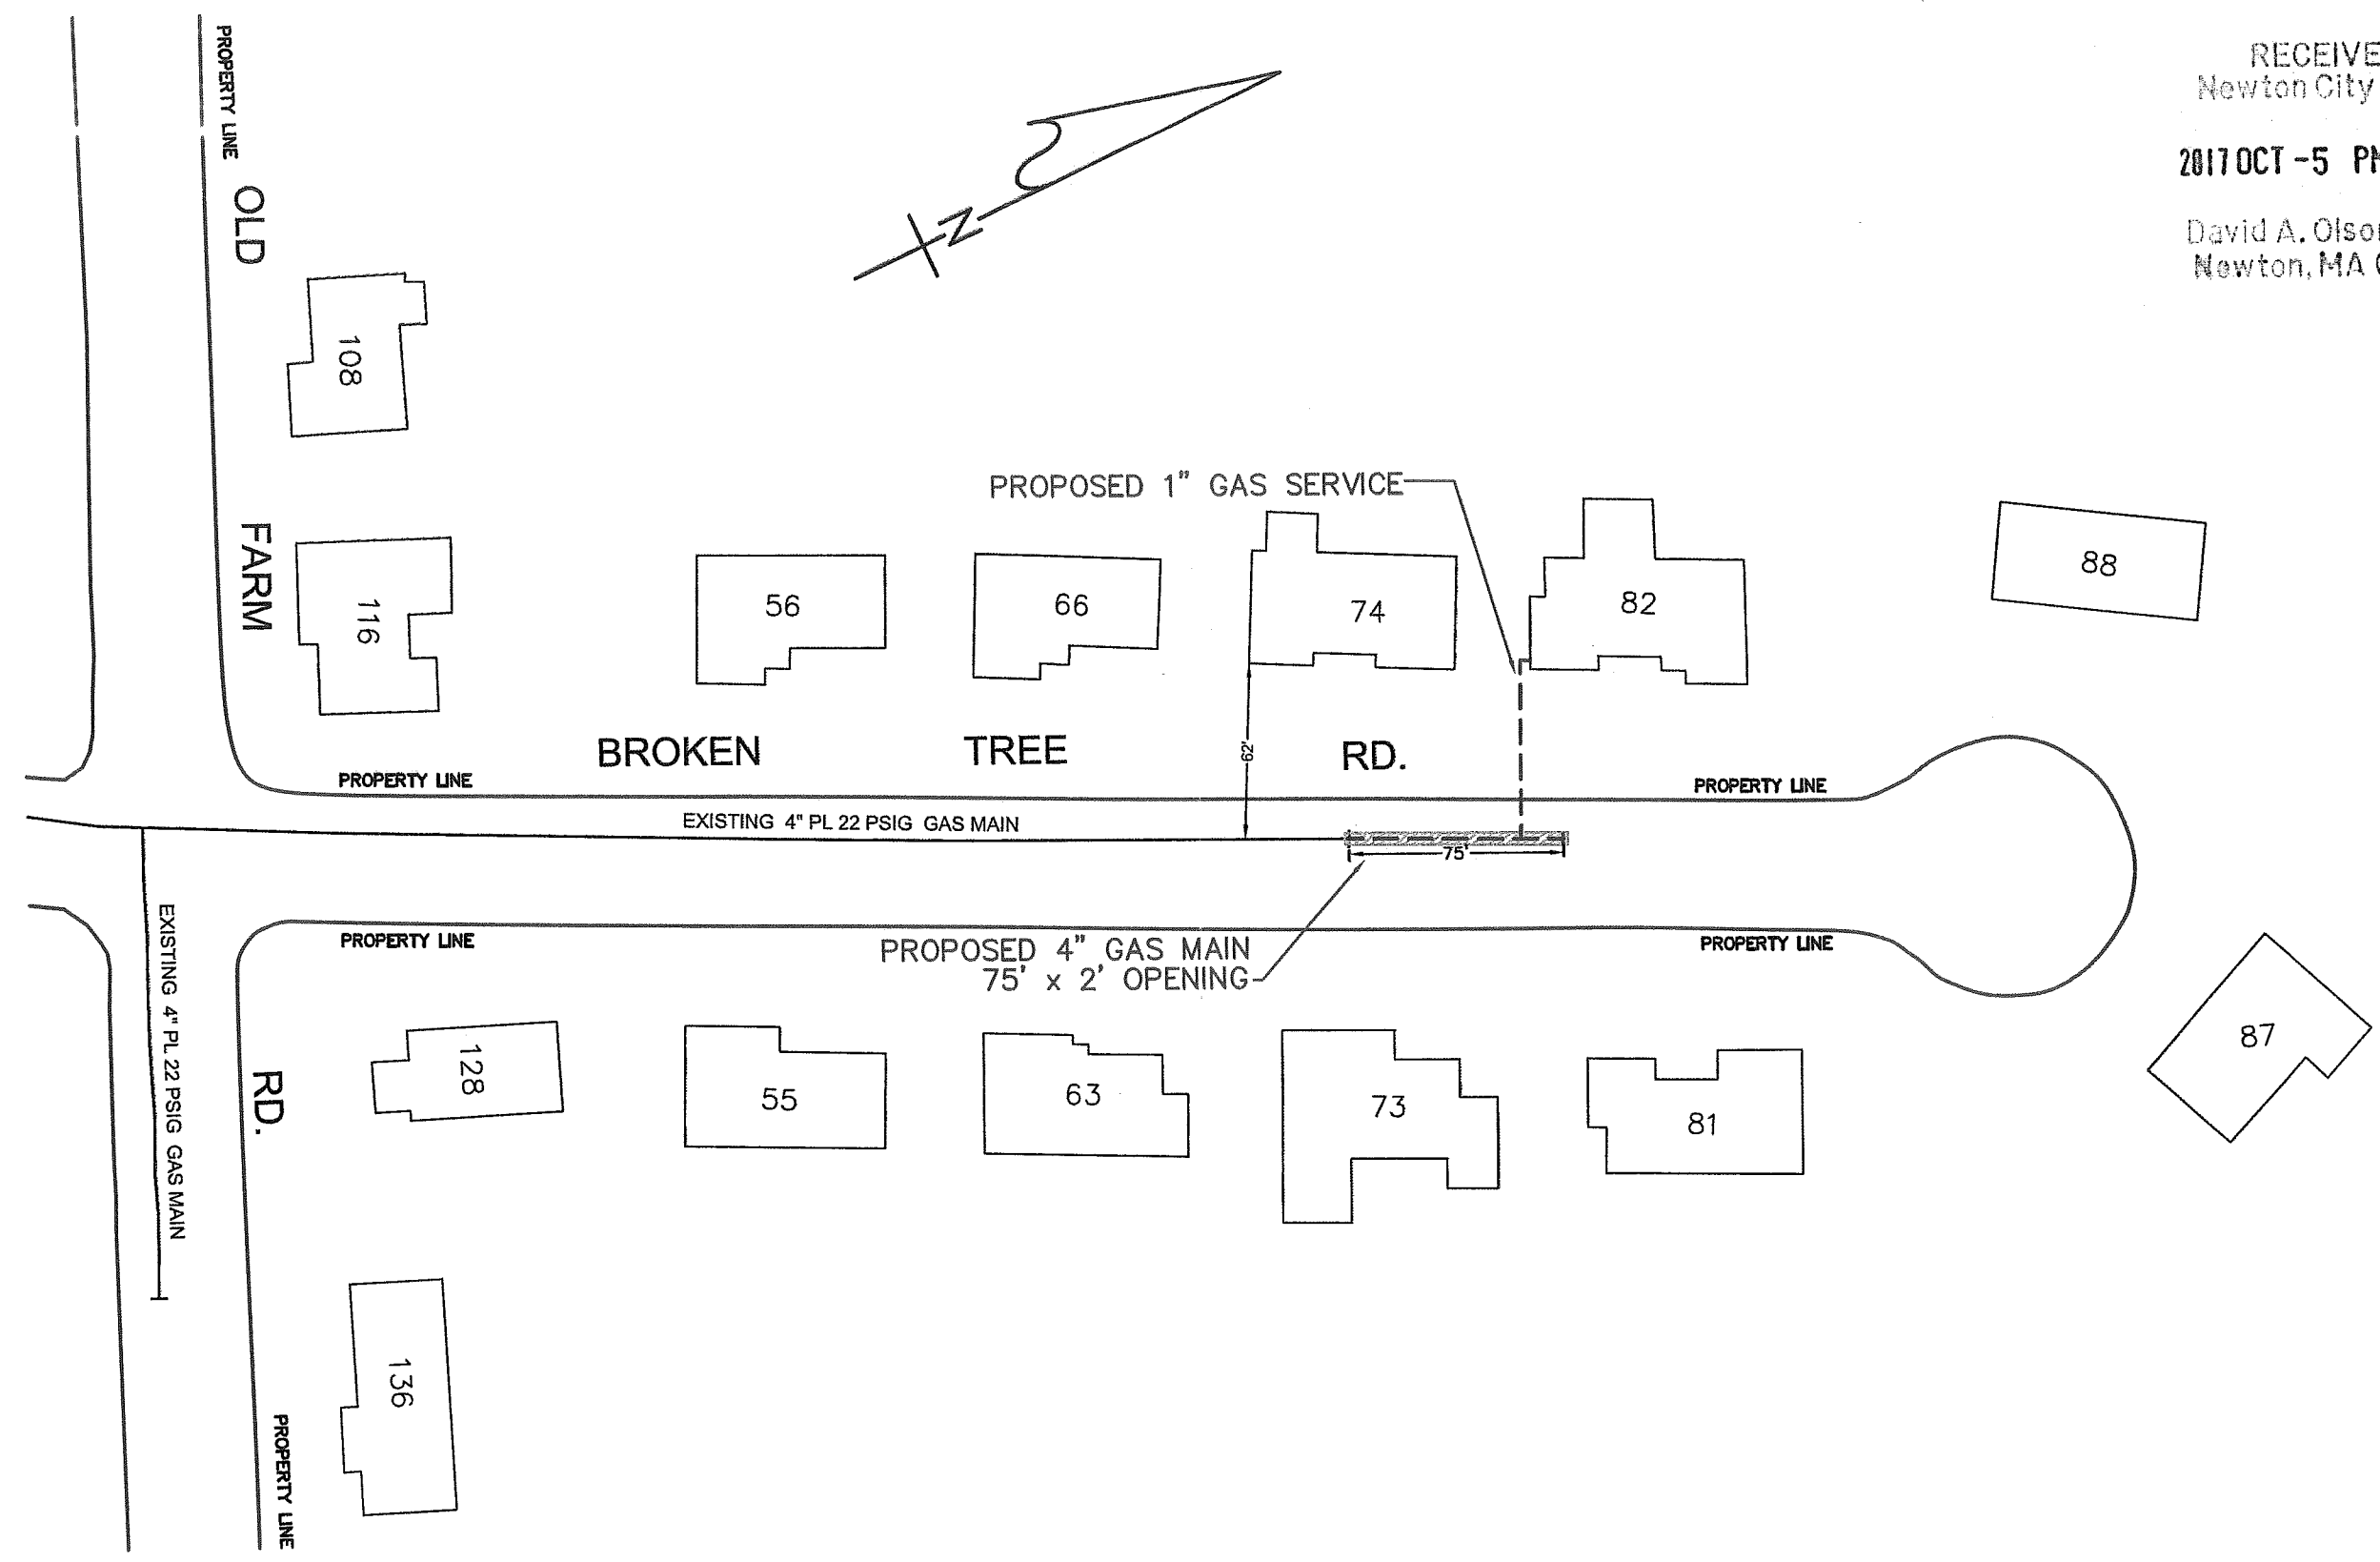 RECEIVE
Newton City
2017 OCT -5 PM
David A. Olson
Newton, MA
PROPERTY LINE
OLD
FARM
RD.
PROPERTY LINE
N
108
116
PROPOSED 1" GAS SERVICE
56
66
74
82
88
BROKEN TREE RD.
62'
PROPERTY LINE
PROPERTY LINE
EXISTING 4" PL 22 PSIG GAS MAIN
75'
EXISTING 4" PL 22 PSIG GAS MAIN
PROPERTY LINE
PROPERTY LINE
PROPOSED 4" GAS MAIN
75' x 2' OPENING
128
55
63
73
81
87
136